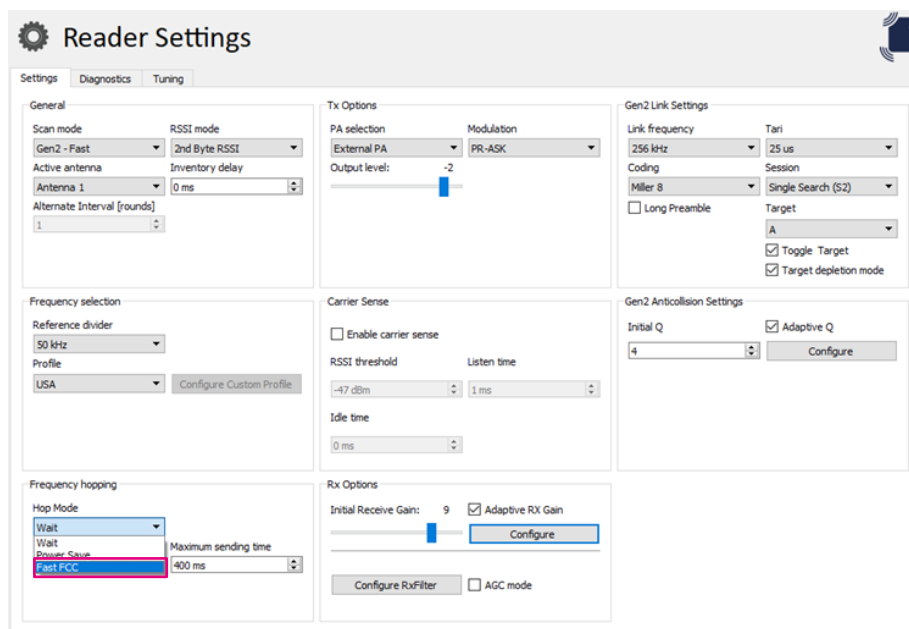 Reader Settings
Settings Diagnostics Tuning
General
Scan mode RSSI mode
Gen2 - Fast 2nd Byte RSSI
Active antenna Inventory delay
Antenna 1 0 ms
Alternate Interval [rounds]
1
Tx Options
PA selection Modulation
External PA PR-ASK
Output level: -2
Gen2 Link Settings
Link frequency Tari
256 kHz 25 us
Coding Session
Miller 8 Single Search (S2)
Long Preamble Target
A
Toggle Target
Target depletion mode
Frequency selection
Reference divider
50 kHz
Profile
USA Configure Custom Profile
Carrier Sense
Enable carrier sense
RSSI threshold Listen time
-47 dBm 1 ms
Idle time
0 ms
Gen2 Anticollision Settings
Initial Q Adaptive Q
4 Configure
Frequency hopping
Hop Mode
Wait
Wait
Power Save Maximum sending time
Fast FCC 400 ms
Rx Options
Initial Receive Gain: 9 Adaptive RX Gain
Configure
Configure RxFilter AGC mode